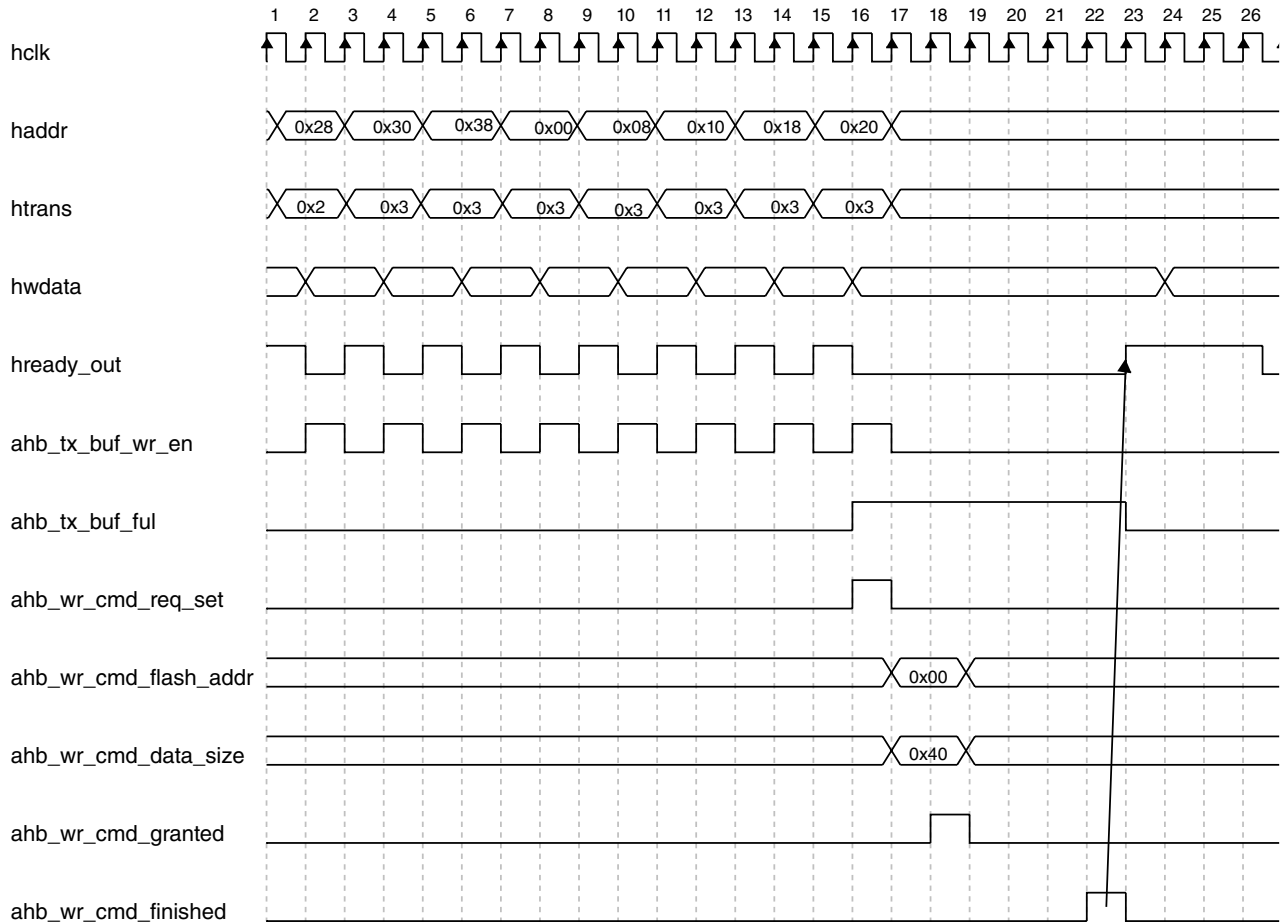 1 2 3 4 5 6 7 8 9 10 11 12 13 14 15 16 17 18 19 20 21 22 23 24 25 26
hclk
haddr 0x28 0x30 0x38 0x00 0x08 0x10 0x18 0x20
htrans 0x2 0x3 0x3 0x3 0x3 0x3 0x3 0x3
hwdata
hready_out
ahb_tx_buf_wr_en
ahb_tx_buf_ful
ahb_wr_cmd_req_set
ahb_wr_cmd_flash_addr 0x00
ahb_wr_cmd_data_size 0x40
ahb_wr_cmd_granted
ahb_wr_cmd_finished